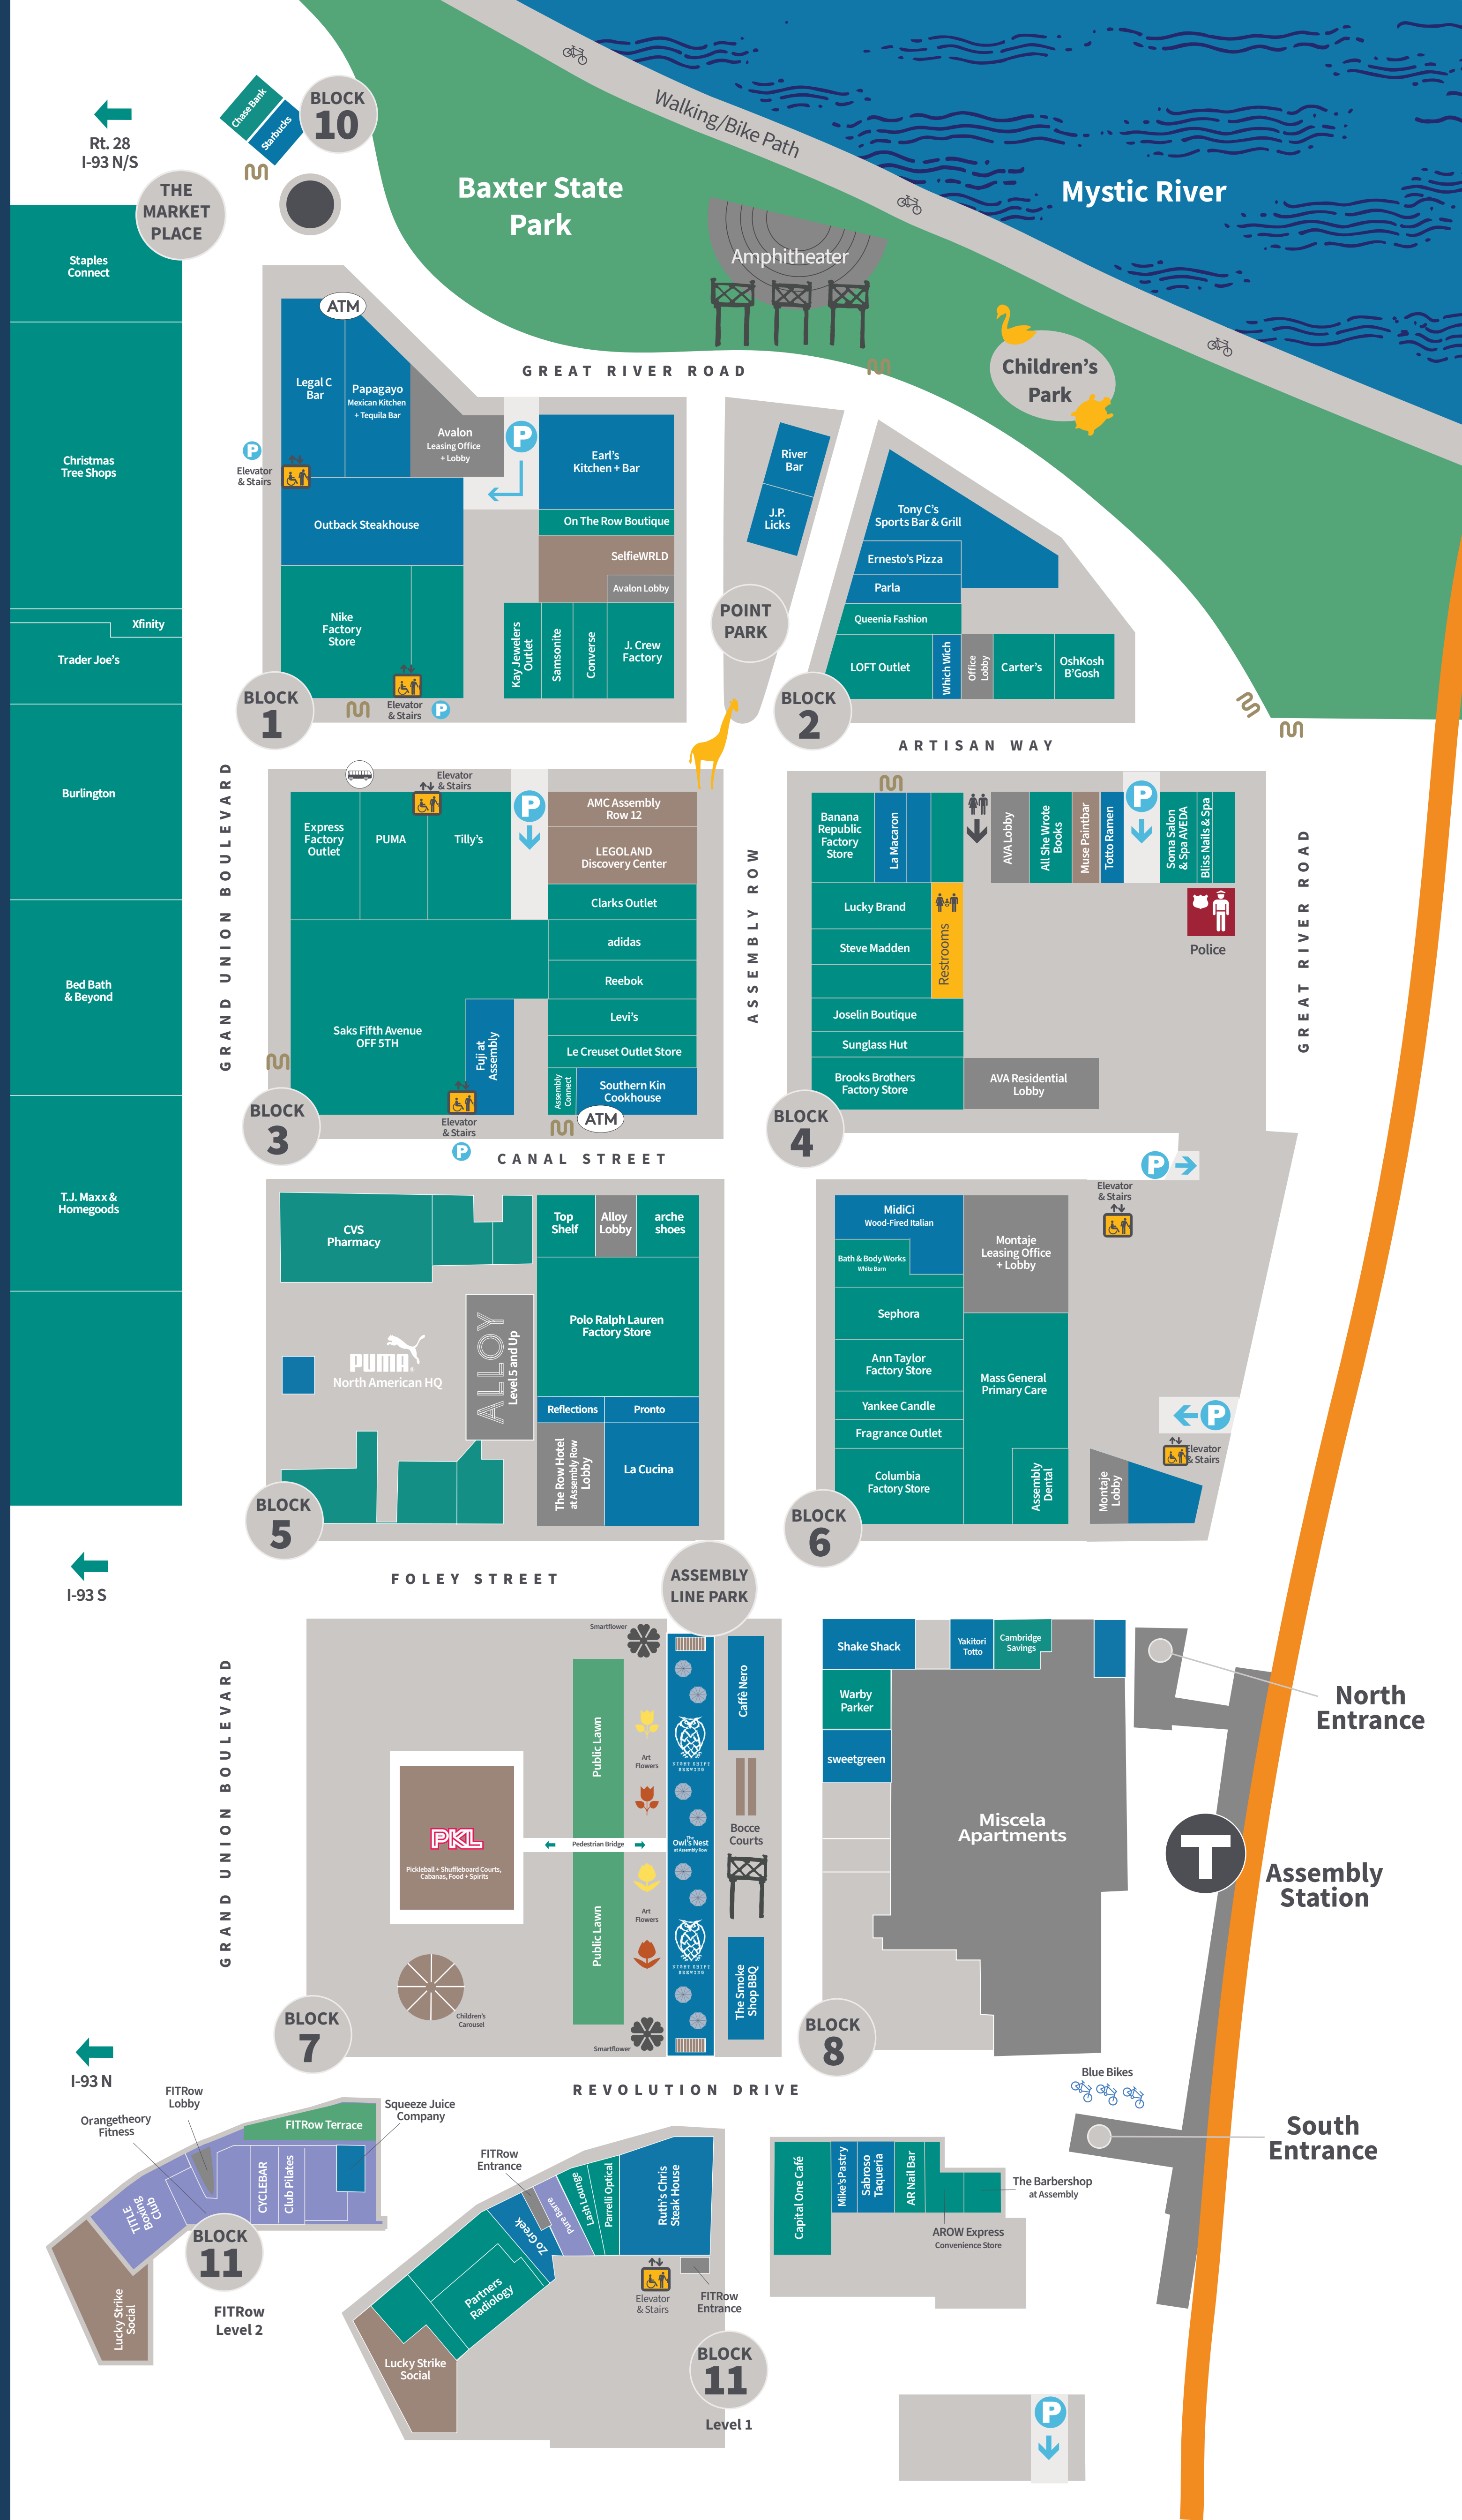 BLOCK
10
Chase Bank
Starbucks
Rt. 28
I-93 N/S
THE
MARKET
PLACE
Walking/Bike Path
Baxter State
Park
Mystic River
Amphitheater
Children's
Park
GREAT RIVER ROAD
Staples
Connect
Christmas
Tree Shops
Xfinity
Trader Joe's
Burlington
Bed Bath
& Beyond
T.J. Maxx &
Homegoods
I-93 S
ATM
Legal C
Bar
Papagayo
Mexican Kitchen
+ Tequila Bar
Avalon
Leasing Office
+ Lobby
P
P
Elevator
& Stairs
Earl's
Kitchen + Bar
Outback Steakhouse
On The Row Boutique
SelfieWRLD
Avalon Lobby
Nike
Factory
Store
Kay Jewelers
Outlet
Samsonite
Converse
J. Crew
Factory
Elevator
& Stairs
P
BLOCK
1
River
Bar
J.P.
Licks
POINT
PARK
Tony C's
Sports Bar & Grill
Ernesto's Pizza
Parla
Queenia Fashion
LOFT Outlet
Which Wich
Office
Lobby
Carter's
OshKosh
B'Gosh
BLOCK
2
ARTISAN WAY
GRAND UNION BOULEVARD
Elevator
& Stairs
Express
Factory
Outlet
PUMA
Tilly's
P
AMC Assembly
Row 12
LEGOLAND
Discovery Center
Clarks Outlet
adidas
Reebok
Levi's
Le Creuset Outlet Store
Saks Fifth Avenue
OFF 5TH
Fuji at
Assembly
Assembly
Connect
Southern Kin
Cookhouse
ATM
Elevator
& Stairs
P
BLOCK
3
ASSEMBLY ROW
CANAL STREET
Banana
Republic
Factory
Store
La Macaron
AVA Lobby
All She Wrote
Books
Muse Paintbar
Totto Ramen
P
Soma Salon
& Spa AVEDA
Bliss Nails & Spa
Lucky Brand
Steve Madden
Restrooms
Police
Joselin Boutique
Sunglass Hut
Brooks Brothers
Factory Store
AVA Residential
Lobby
BLOCK
4
GREAT RIVER ROAD
CVS
Pharmacy
Top
Shelf
Alloy
Lobby
arche
shoes
Polo Ralph Lauren
Factory Store
PUMA
North American HQ
ALLOY
Level 5 and Up
Reflections
Pronto
The Row Hotel
at Assembly Row
Lobby
La Cucina
BLOCK
5
P
Elevator
& Stairs
MidiCi
Wood-Fired Italian
Bath & Body Works
White Barn
Montaje
Leasing Office
+ Lobby
Sephora
Ann Taylor
Factory Store
Mass General
Primary Care
Yankee Candle
Fragrance Outlet
Columbia
Factory Store
Assembly
Dental
Montaje
Lobby
P
Elevator
& Stairs
BLOCK
6
FOLEY STREET
ASSEMBLY
LINE PARK
GRAND UNION BOULEVARD
Smartflower
Public Lawn
Art
Flowers
NIGHT SHIFT
BREWING
Caffè Nero
Bocce
Courts
PKL
Pickleball + Shuffleboard Courts,
Cabanas, Food + Spirits
Pedestrian Bridge
The
Owl's Nest
at Assembly Row
Public Lawn
Art
Flowers
NIGHT SHIFT
BREWING
The Smoke
Shop BBQ
Children's
Carousel
Smartflower
BLOCK
7
Shake Shack
Yakitori
Totto
Cambridge
Savings
Warby
Parker
sweetgreen
Miscela
Apartments
BLOCK
8
North
Entrance
T
Assembly
Station
Blue Bikes
South
Entrance
REVOLUTION DRIVE
I-93 N
FITRow
Lobby
Orangetheory
Fitness
Squeeze Juice
Company
FITRow Terrace
TITLE
Boxing
Club
CYCLEBAR
Club Pilates
Lucky Strike
Social
BLOCK
11
FITRow
Level 2
FITRow
Entrance
Zo Greek
Pure Barre
Lash Lounge
Parrelli Optical
Ruth's Chris
Steak House
Partners
Radiology
Lucky Strike
Social
Elevator
& Stairs
FITRow
Entrance
BLOCK
11
Level 1
Capital One Café
Mike's Pastry
Sabroso
Taqueria
AR Nail Bar
The Barbershop
at Assembly
AROW Express
Convenience Store
P